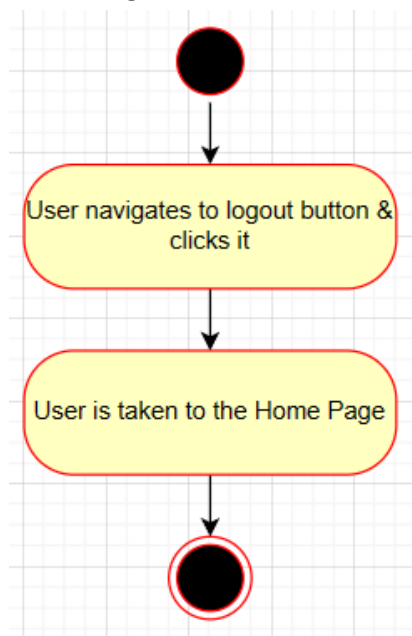 User navigates to logout button &
clicks it
User is taken to the Home Page